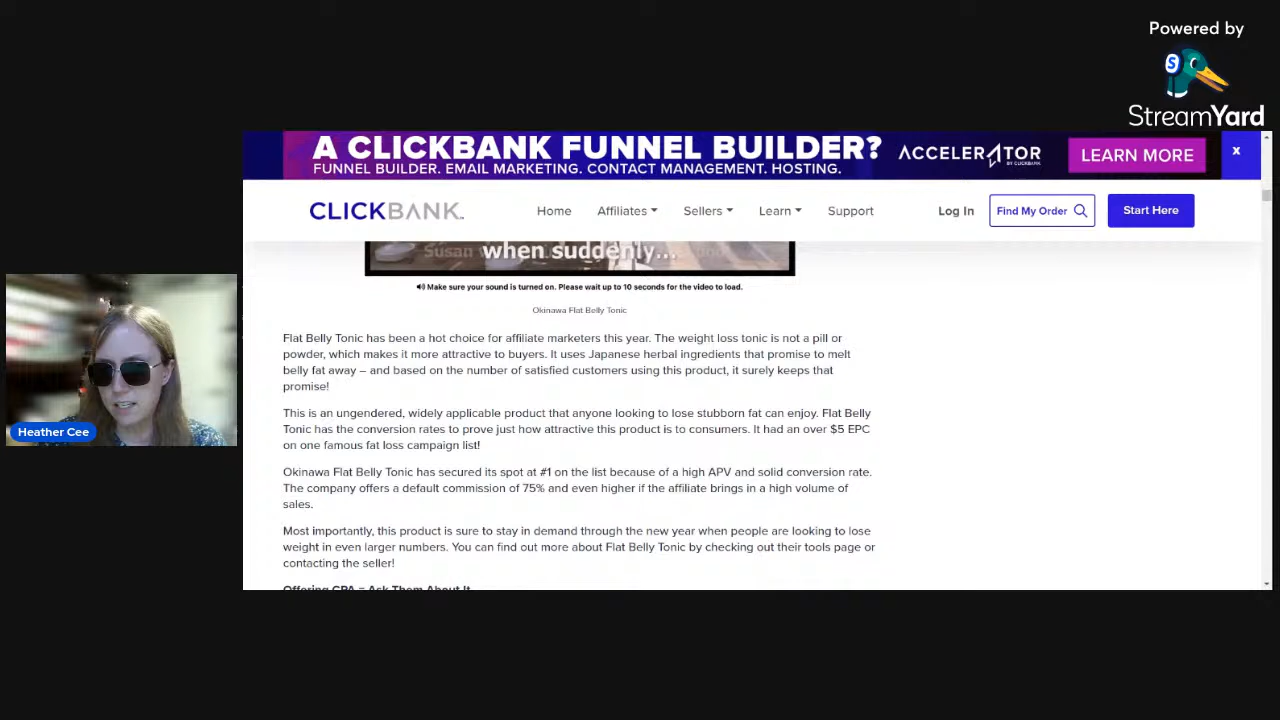 Powered by
S
StreamYard
A CLICKBANK FUNNEL BUILDER?
FUNNEL BUILDER. EMAIL MARKETING. CONTACT MANAGEMENT. HOSTING.
ACCELER4TOR
BY CLICKBANK
LEARN MORE
x
CLICKBANK
Home
Affiliates
Sellers
Learn
Support
Log In
Find My Order
Start Here
Susan
when suddenly...
Make sure your sound is turned on. Please wait up to 10 seconds for the video to load.
Okinawa Flat Belly Tonic
Flat Belly Tonic has been a hot choice for affiliate marketers this year. The weight loss tonic is not a pill or
powder, which makes it more attractive to buyers. It uses Japanese herbal ingredients that promise to melt
belly fat away – and based on the number of satisfied customers using this product, it surely keeps that
promise!
This is an ungendered, widely applicable product that anyone looking to lose stubborn fat can enjoy. Flat Belly
Tonic has the conversion rates to prove just how attractive this product is to consumers. It had an over $5 EPC
on one famous fat loss campaign list!
Okinawa Flat Belly Tonic has secured its spot at #1 on the list because of a high APV and solid conversion rate.
The company offers a default commission of 75% and even higher if the affiliate brings in a high volume of
sales.
Most importantly, this product is sure to stay in demand through the new year when people are looking to lose
weight in even larger numbers. You can find out more about Flat Belly Tonic by checking out their tools page or
contacting the seller!
Offering CPA = Ask Them About It
Heather Cee